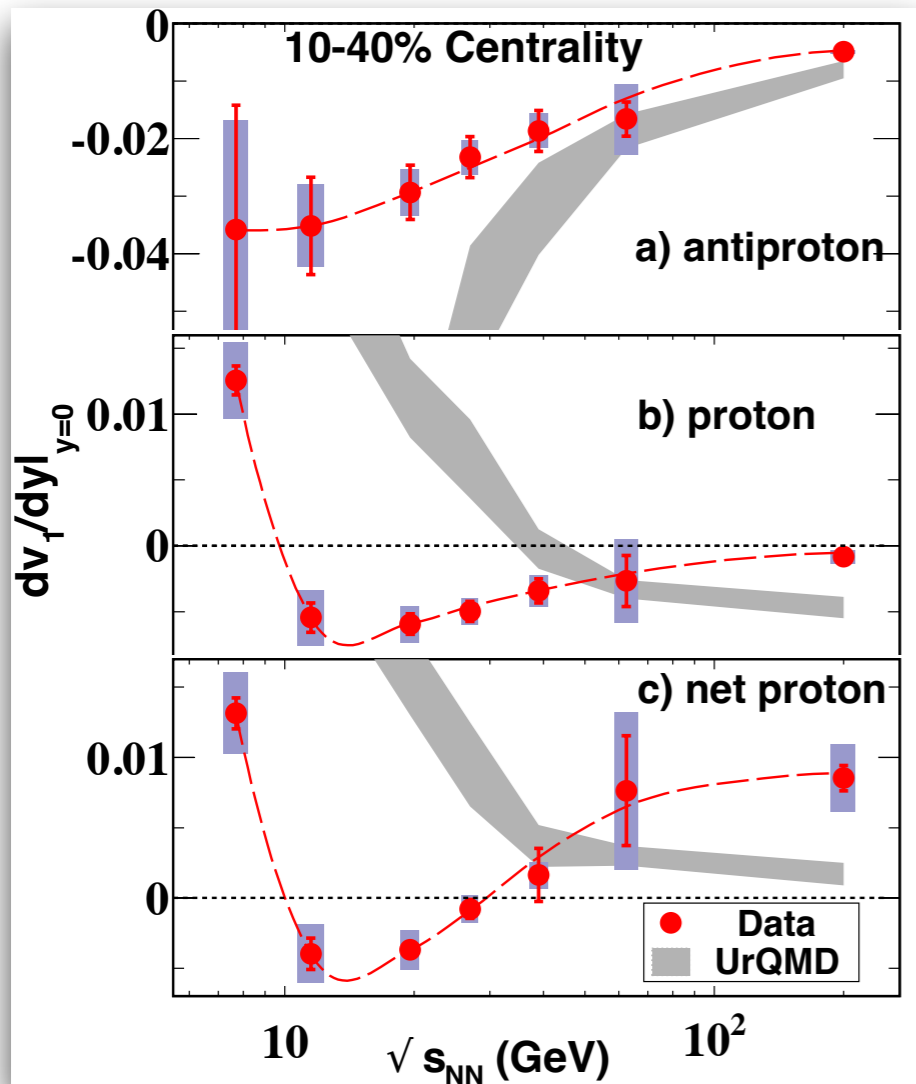 10-40% Centrality
0
-0.02
-0.04
a) antiproton
0.01
0
b) proton
dv₁/dy|y=0
0.01
0
c) net proton
Data
UrQMD
10
10²
√ sNN (GeV)